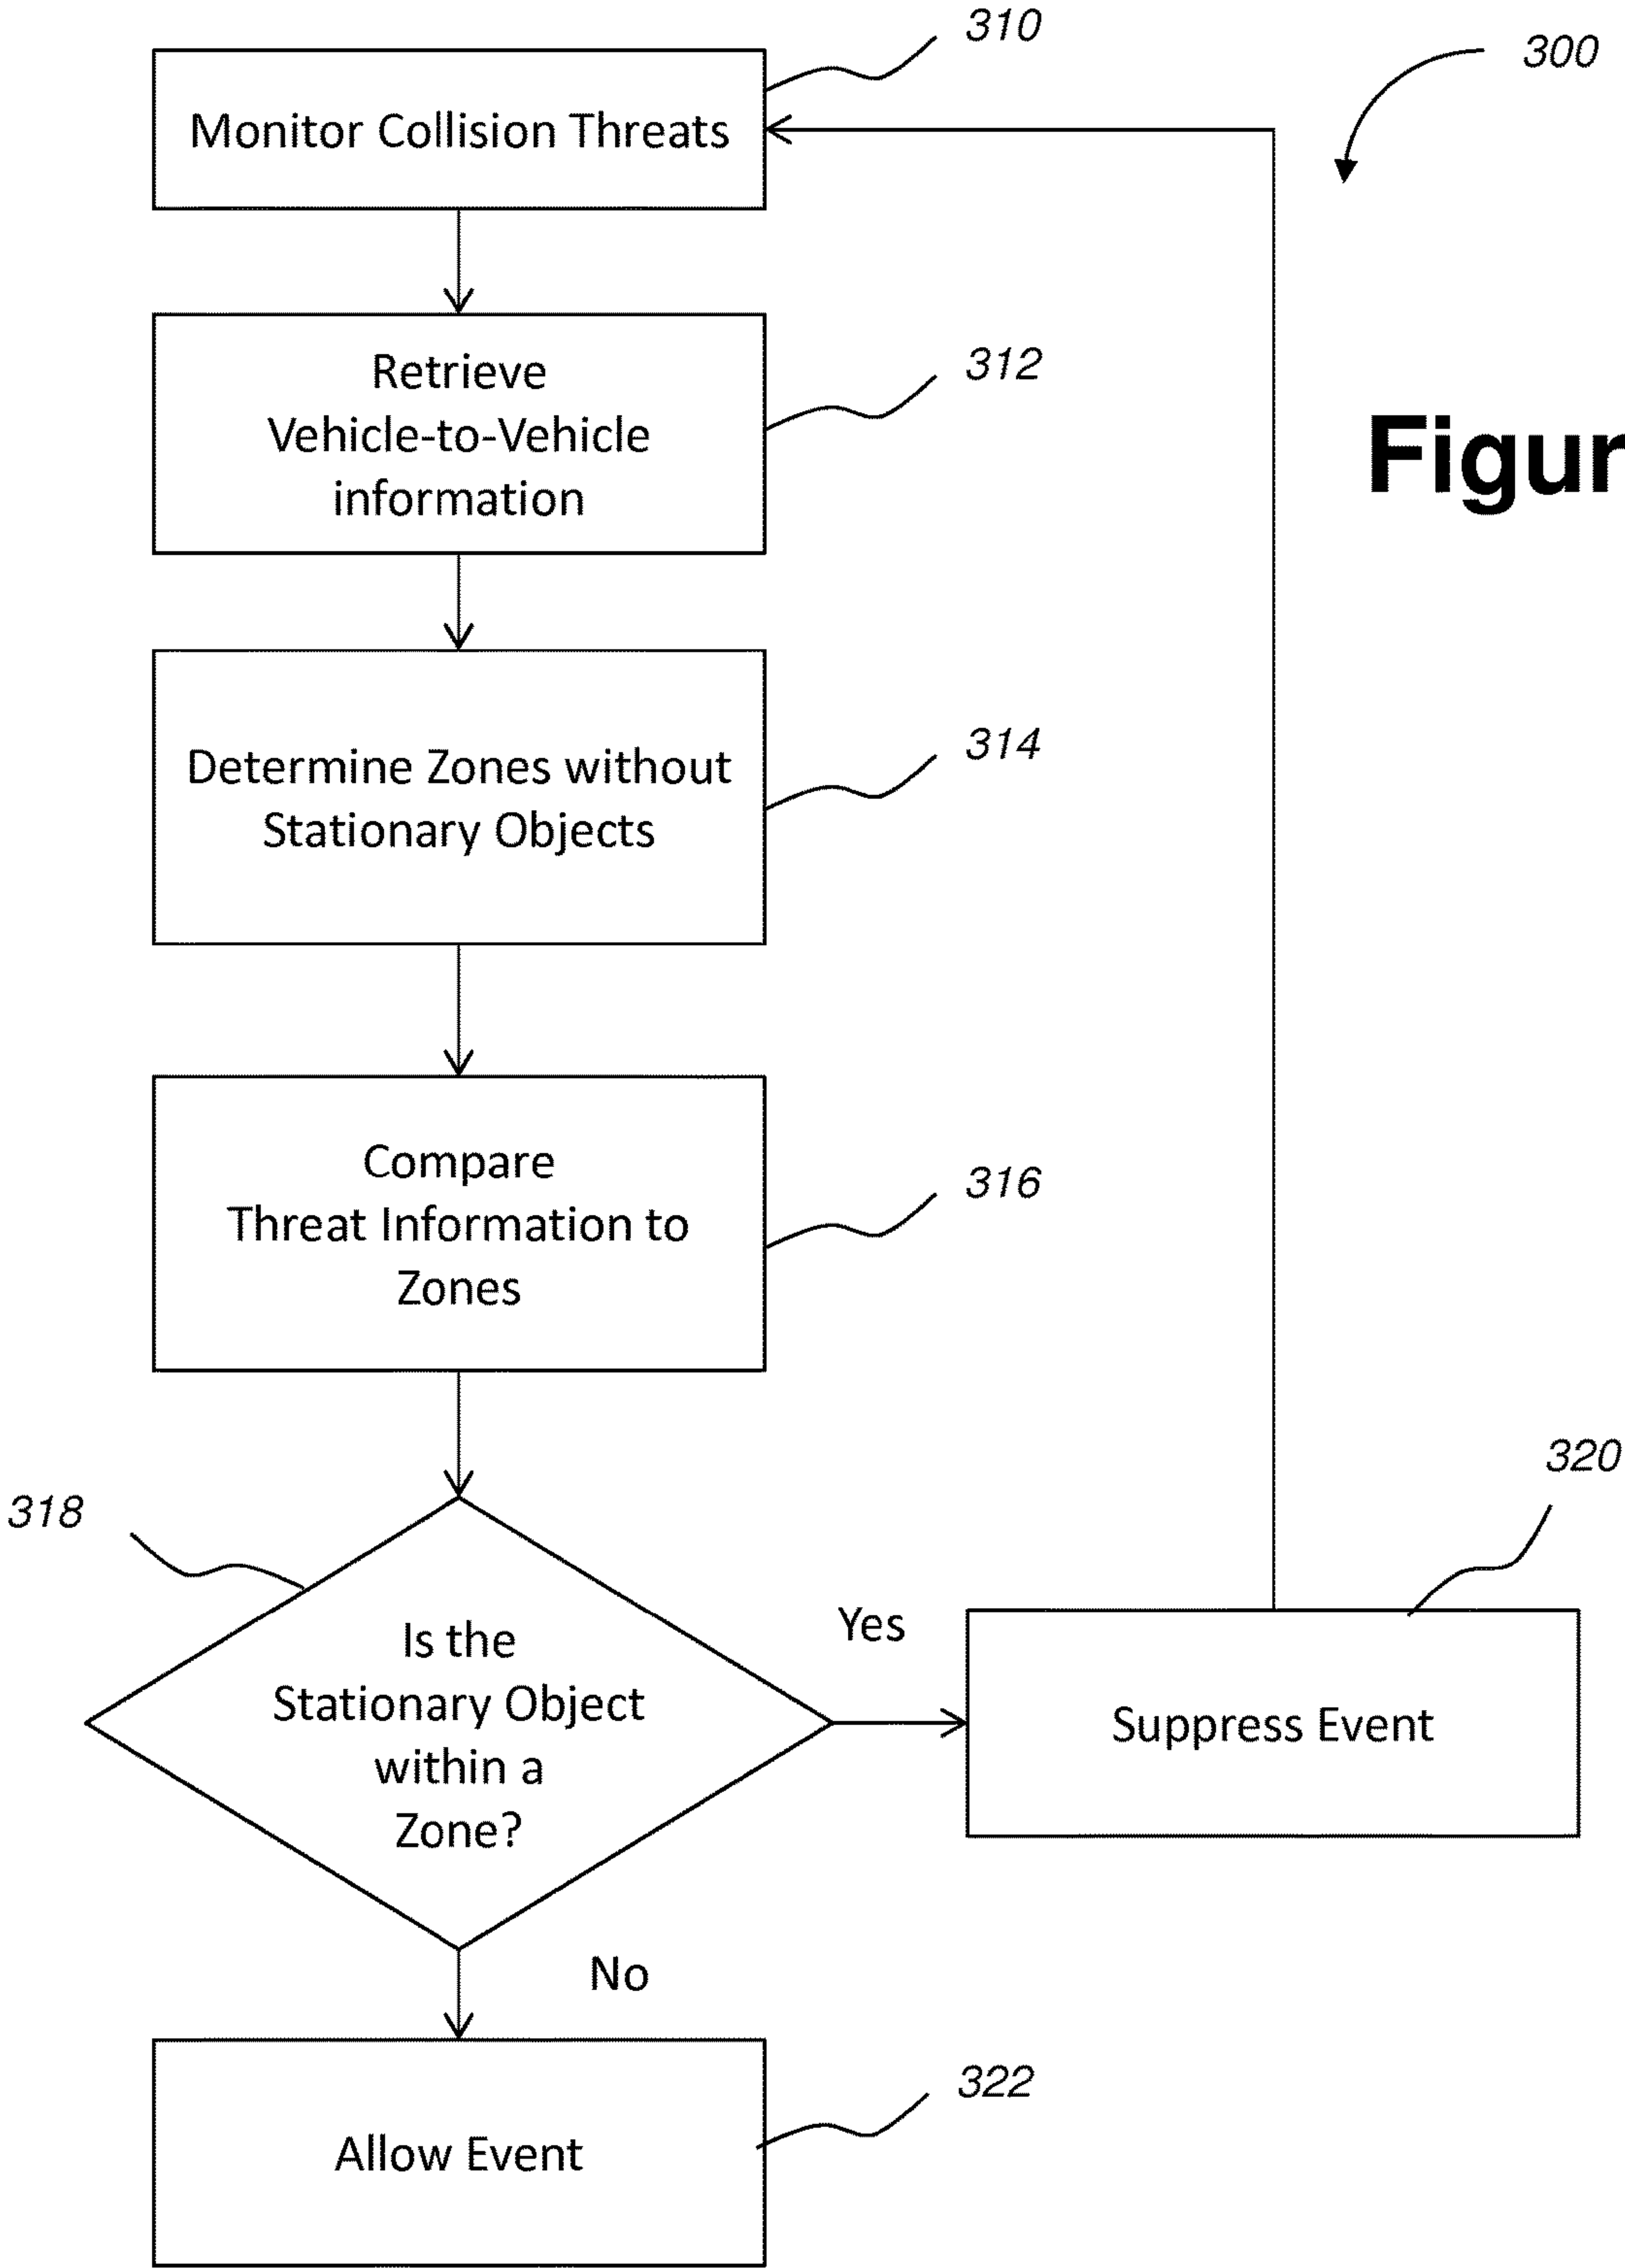 310
300
Monitor Collision Threats
Retrieve
Vehicle-to-Vehicle
information
312
Figur
Determine Zones without
Stationary Objects
314
Compare
Threat Information to
Zones
316
318
Is the
Stationary Object
within a
Zone?
Yes
320
Suppress Event
No
Allow Event
322